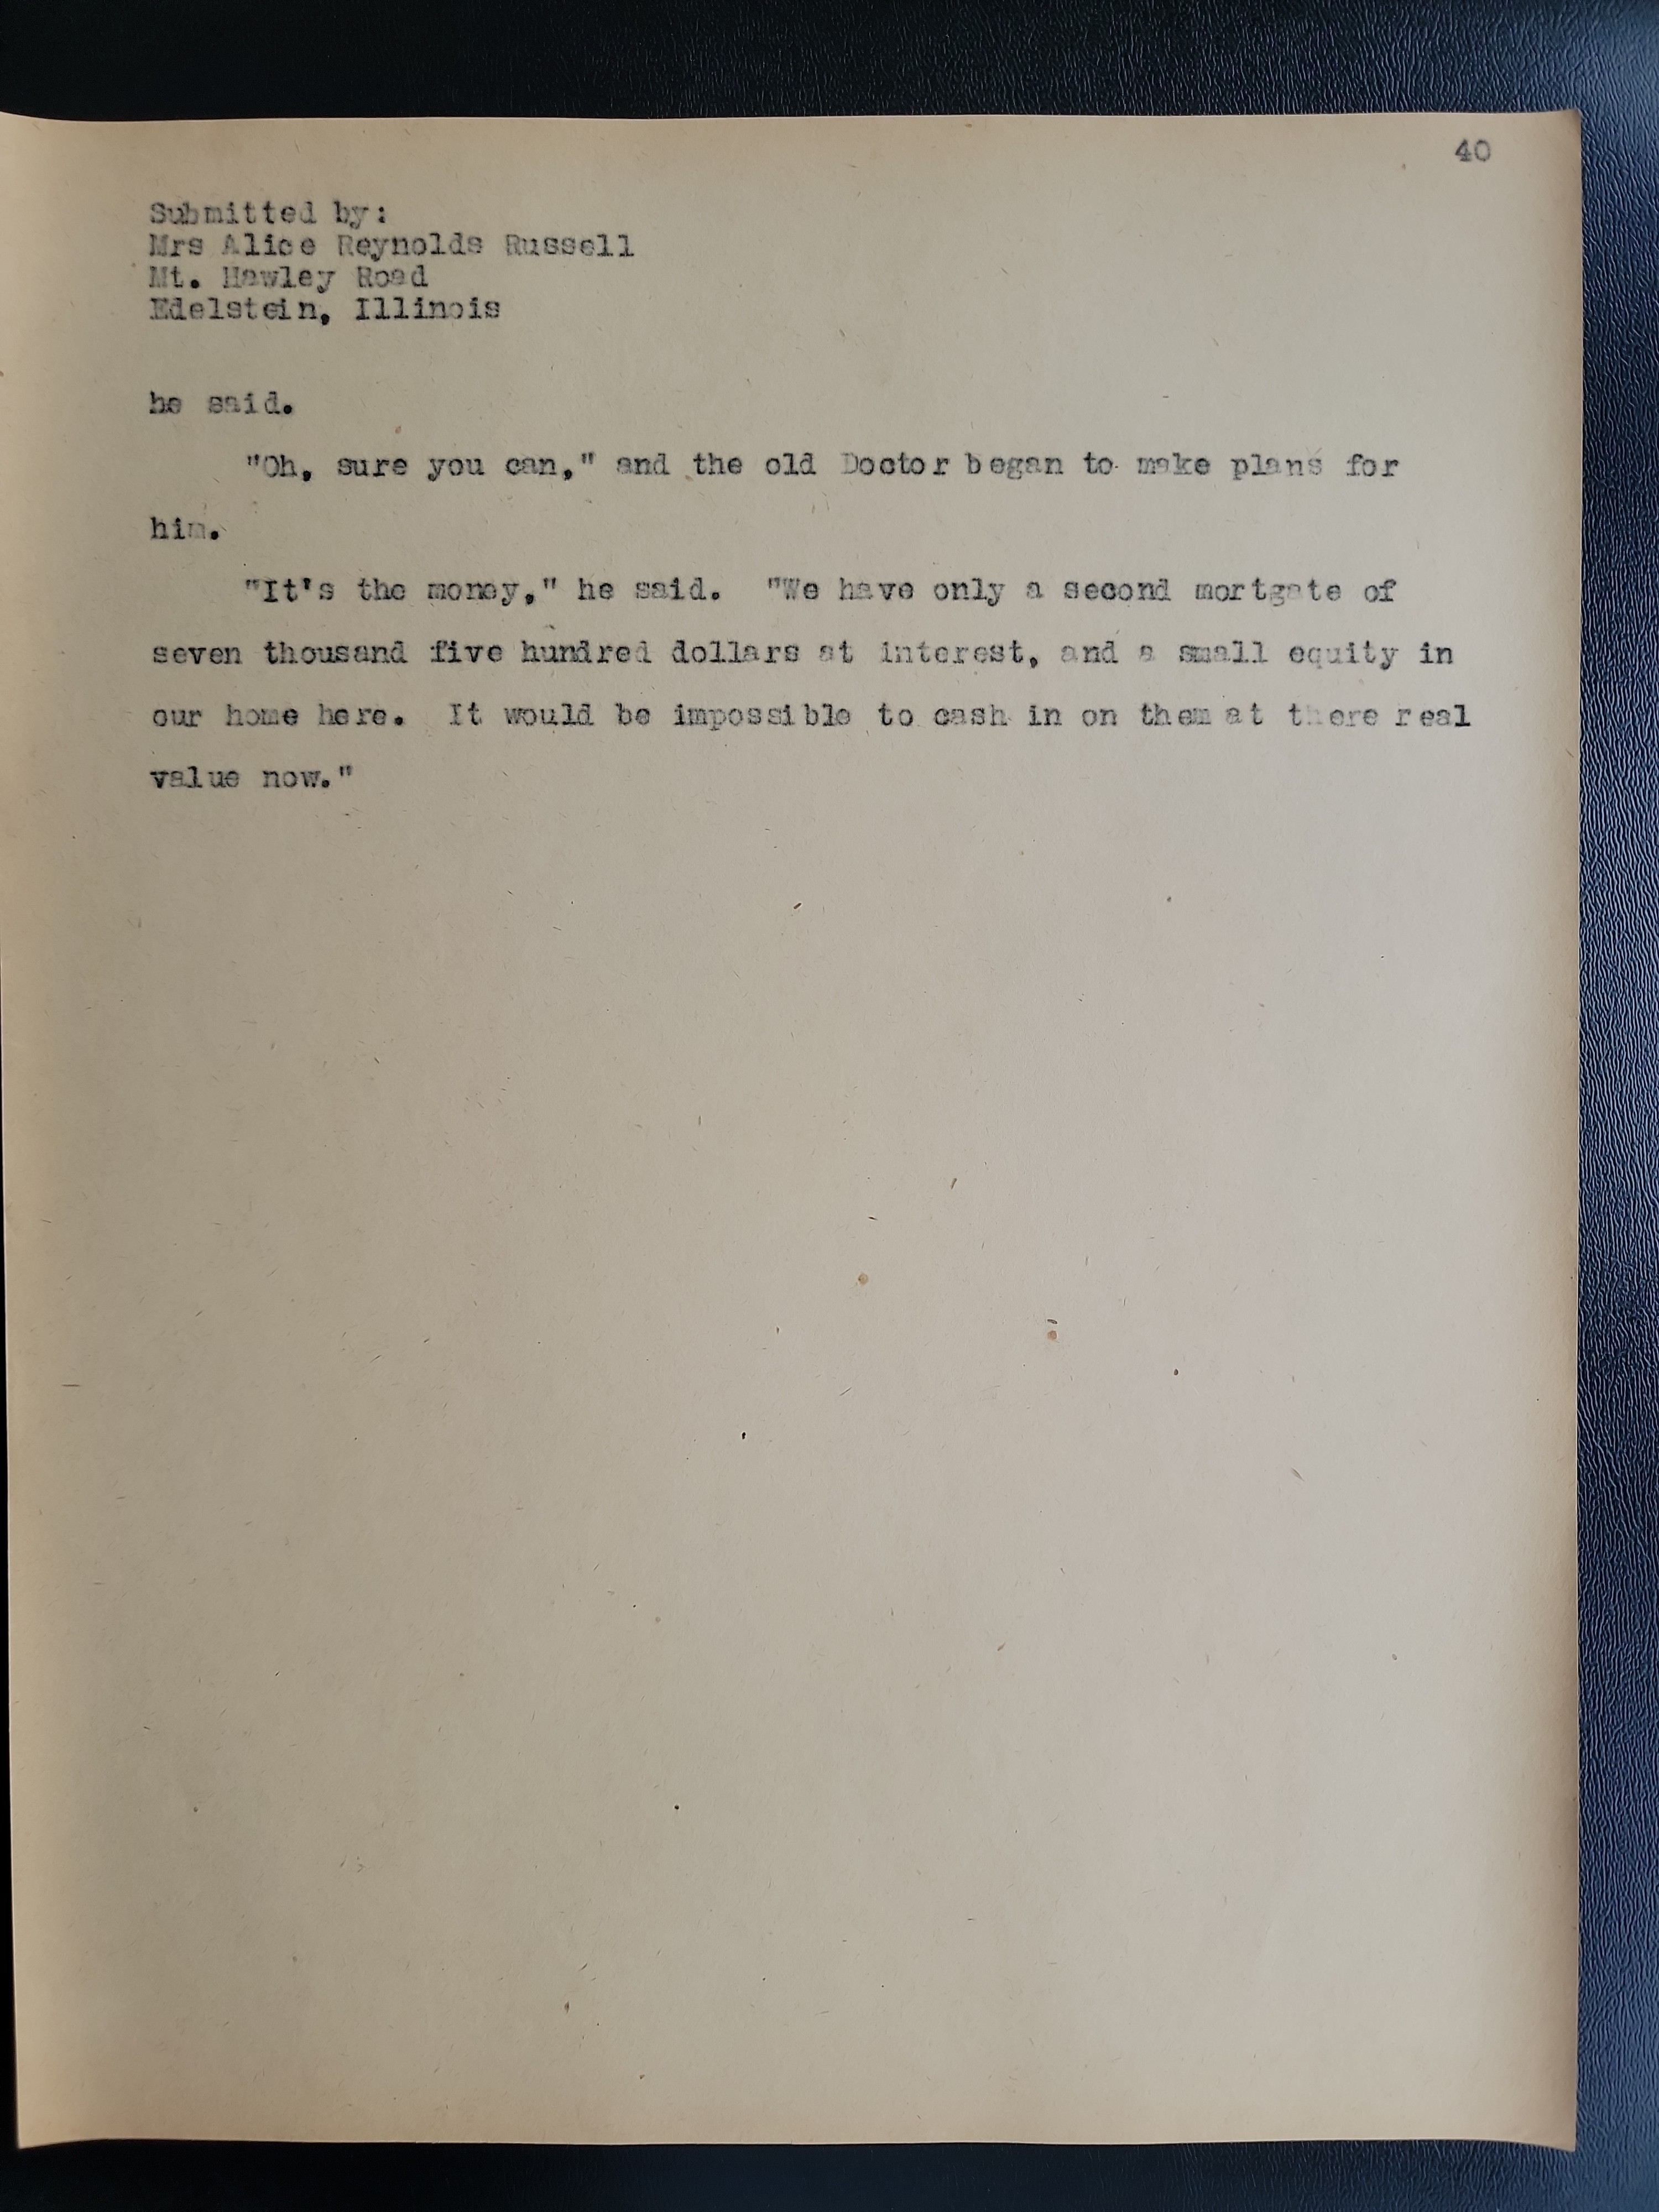 40
Submitted by:
Mrs Alice Reynolds Russell
Mt. Hawley Road
Edelstein, Illinois
he said.
"Oh, sure you can," and the old Doctor began to make plans for
him.
"It's the money," he said. "We have only a second mortgate of
seven thousand five hundred dollars at interest, and a small equity in
our home here. It would be impossible to cash in on them at there real
value now."